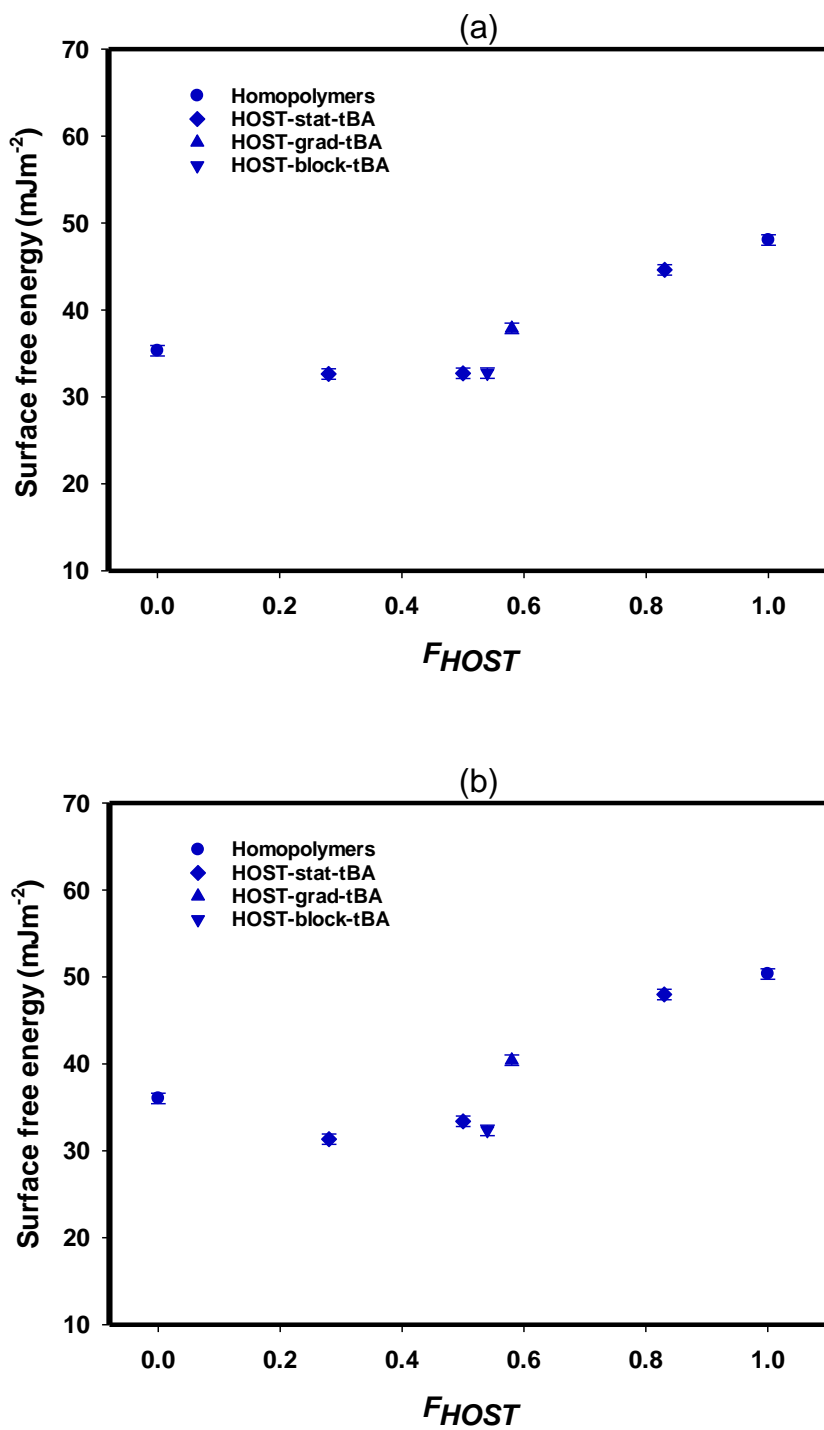 (a)
Surface free energy (mJm-2)
70
60
50
40
30
20
10
Homopolymers
HOST-stat-tBA
HOST-grad-tBA
HOST-block-tBA
0.0 0.2 0.4 0.6 0.8 1.0
FHOST
(b)
Surface free energy (mJm-2)
70
60
50
40
30
20
10
Homopolymers
HOST-stat-tBA
HOST-grad-tBA
HOST-block-tBA
0.0 0.2 0.4 0.6 0.8 1.0
FHOST